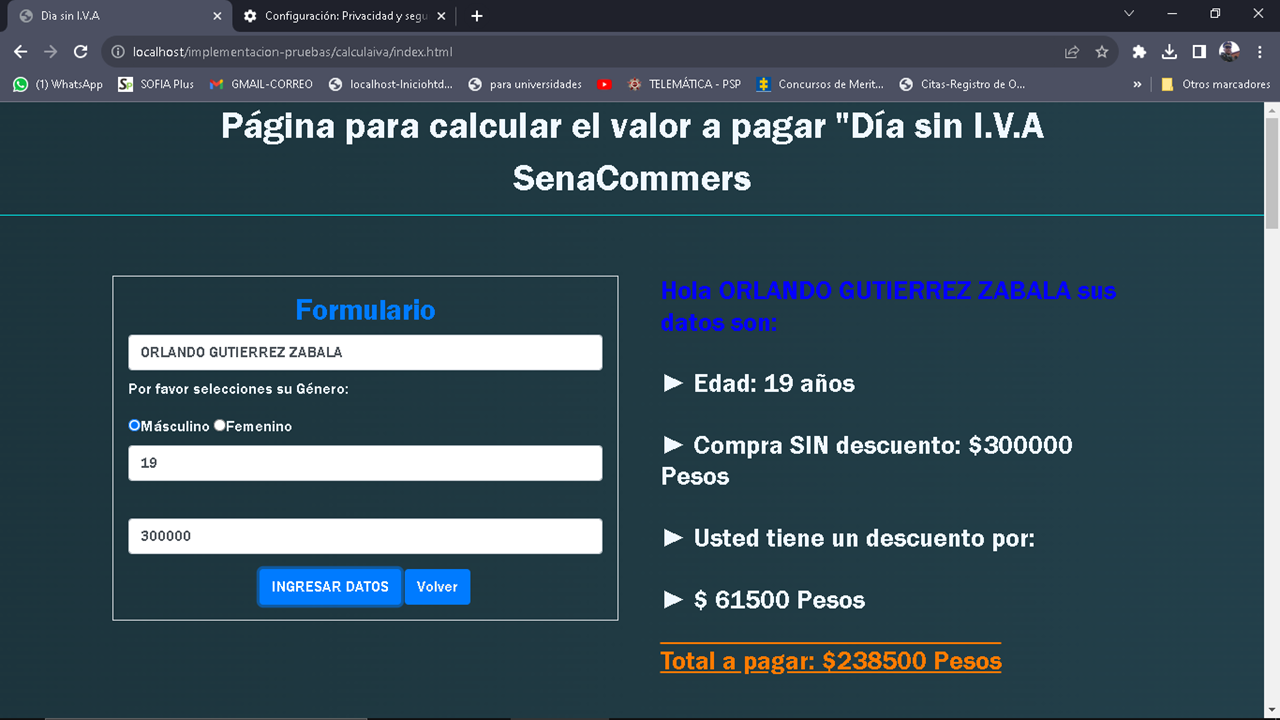 Dia sin I.V.A
Configuración: Privacidad y segu
localhost/implementacion-pruebas/calculaiva/index.html
(1) WhatsApp
Sp SOFIA Plus
GMAIL-CORREO
localhost-Iniciohtd...
para universidades
TELEMÁTICA - PSP
Concursos de Merit...
Citas-Registro de O...
»
Otros marcadores
Página para calcular el valor a pagar "Día sin I.V.A
SenaCommers
Formulario
ORLANDO GUTIERREZ ZABALA
Por favor selecciones su Género:
Másculino Femenino
19
300000
INGRESAR DATOS Volver
Hola ORLANDO GUTIERREZ ZABALA sus
datos son:
► Edad: 19 años
► Compra SIN descuento: $300000
Pesos
► Usted tiene un descuento por:
► $ 61500 Pesos
Total a pagar: $238500 Pesos